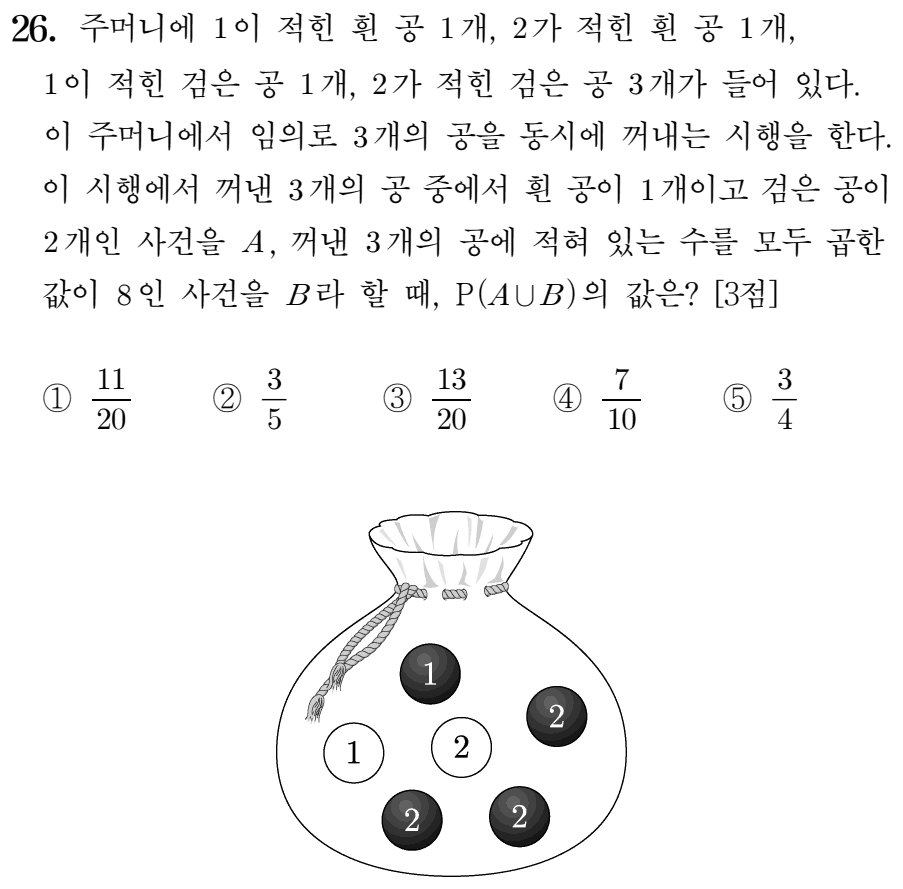 26. 주머니에 1이 적힌 흰 공 1개, 2가 적힌 흰 공 1개,
1이 적힌 검은 공 1개, 2가 적힌 검은 공 3개가 들어 있다.
이 주머니에서 임의로 3개의 공을 동시에 꺼내는 시행을 한다.
이 시행에서 꺼낸 3개의 공 중에서 흰 공이 1개이고 검은 공이
2개인 사건을 A, 꺼낸 3개의 공에 적혀 있는 수를 모두 곱한
값이 8인 사건을 B라 할 때, P(A∪B)의 값은? [3점]
① 11/20 ② 3/5 ③ 13/20 ④ 7/10 ⑤ 3/4
1
2
1 2
2 2